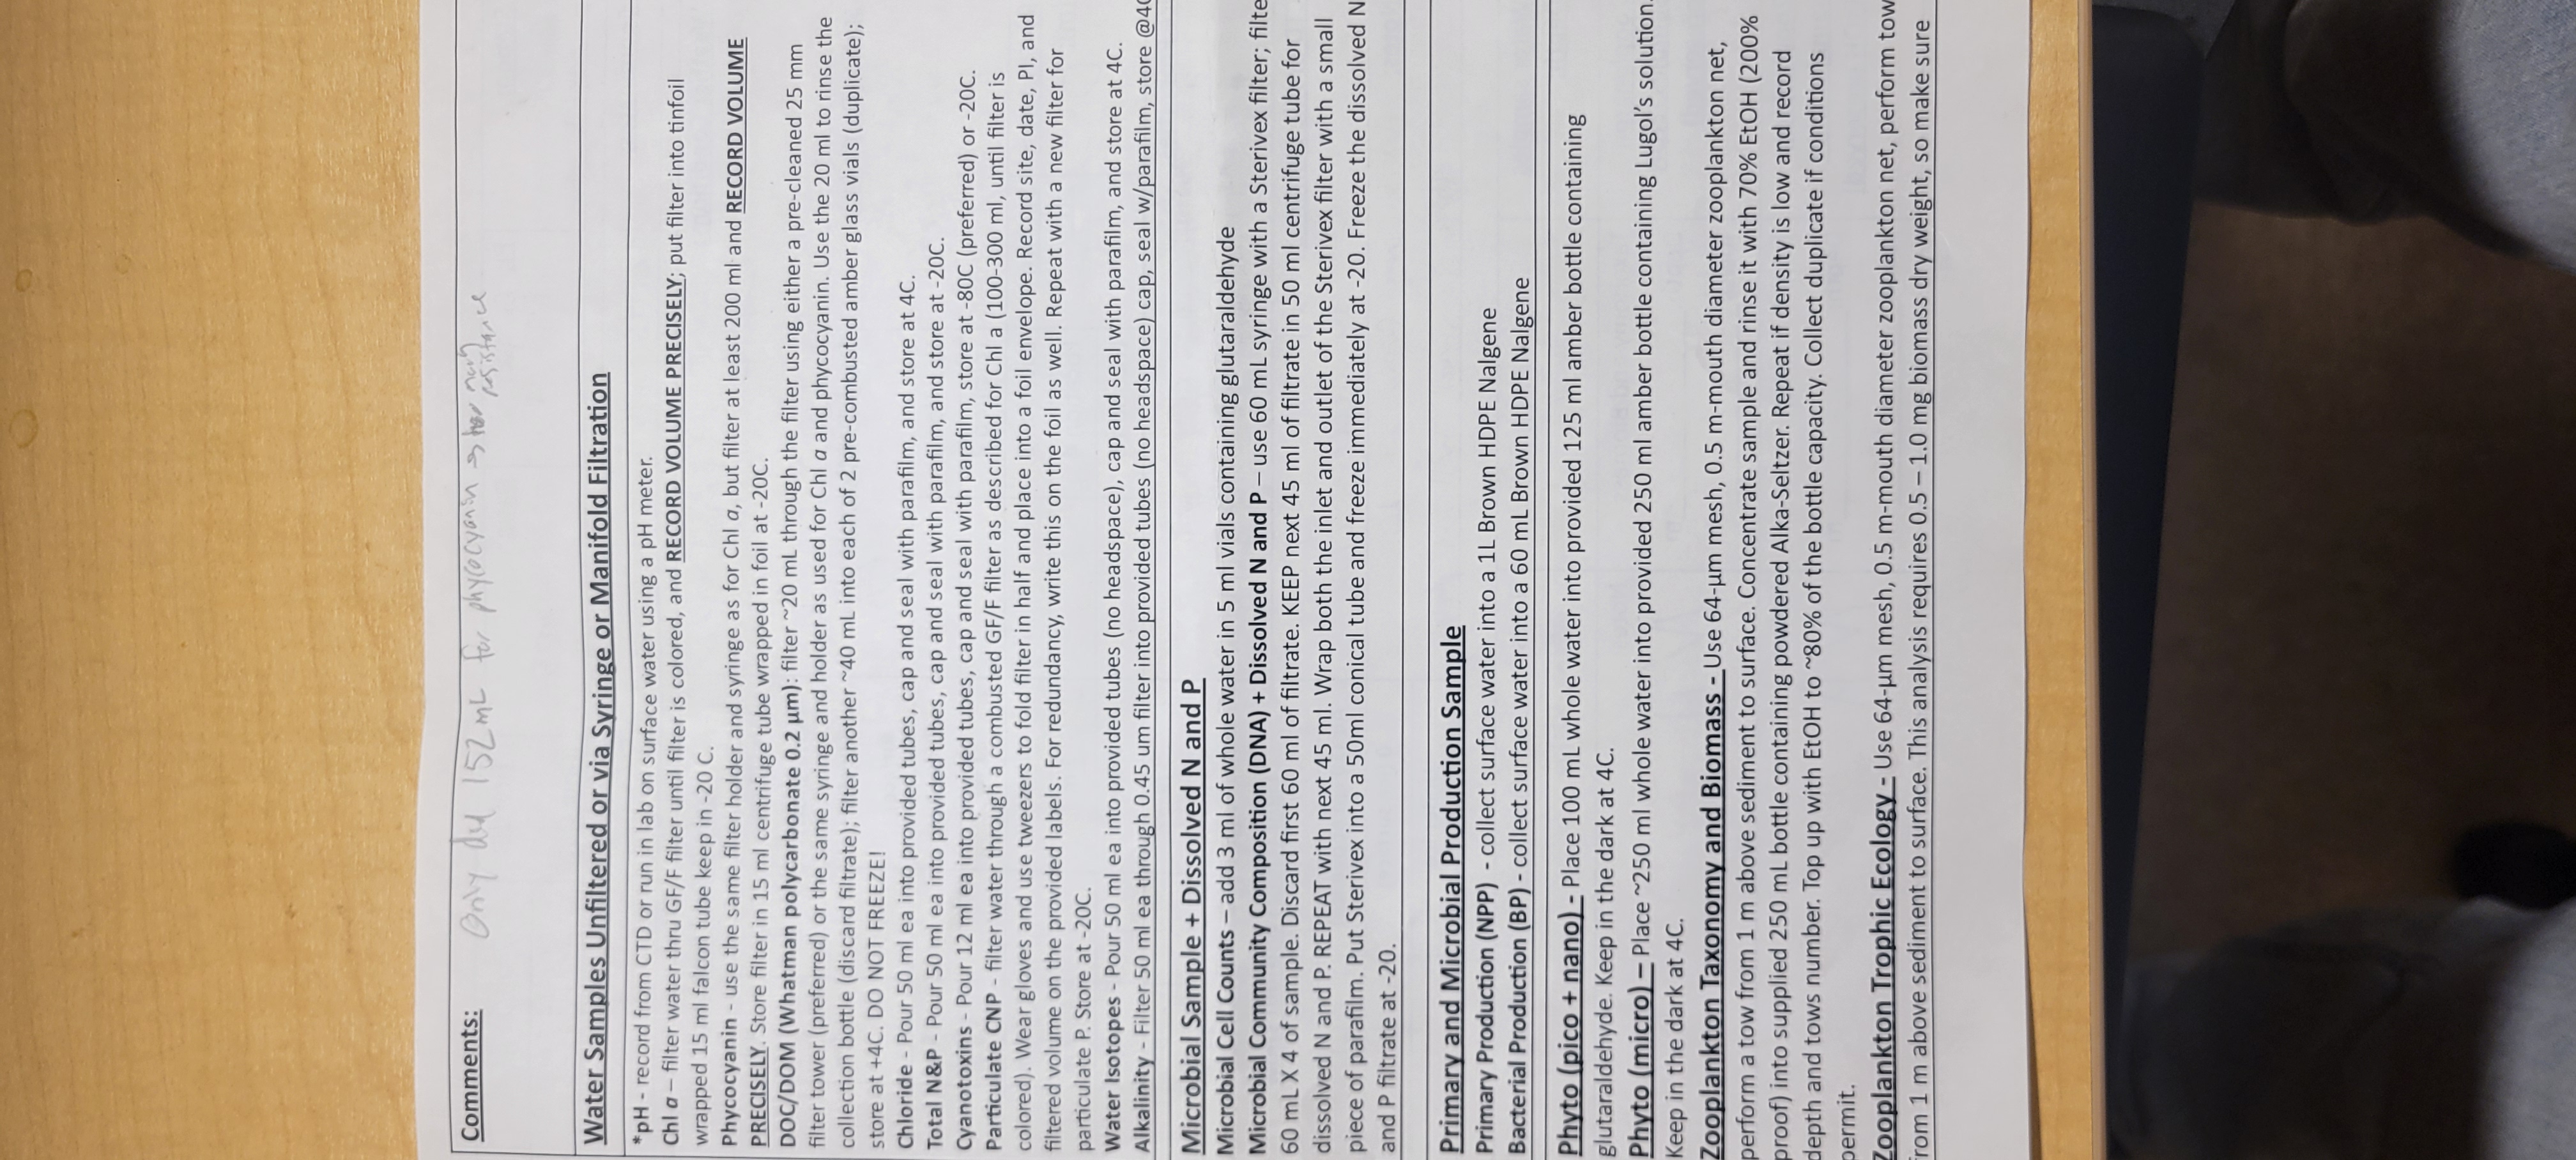 Comments: Only did 152 mL for phycocyanin → too much
resistance
Water Samples Unfiltered or via Syringe or Manifold Filtration
*pH - record from CTD or run in lab on surface water using a pH meter.
Chl a – filter water thru GF/F filter until filter is colored, and RECORD VOLUME PRECISELY; put filter into tinfoil
wrapped 15 ml falcon tube keep in -20 C.
Phycocyanin - use the same filter holder and syringe as for Chl a, but filter at least 200 ml and RECORD VOLUME
PRECISELY. Store filter in 15 ml centrifuge tube wrapped in foil at -20C.
DOC/DOM (Whatman polycarbonate 0.2 µm): filter ~20 mL through the filter using either a pre-cleaned 25 mm
filter tower (preferred) or the same syringe and holder as used for Chl a and phycocyanin. Use the 20 ml to rinse the
collection bottle (discard filtrate); filter another ~40 mL into each of 2 pre-combusted amber glass vials (duplicate);
store at +4C. DO NOT FREEZE!
Chloride - Pour 50 ml ea into provided tubes, cap and seal with parafilm, and store at 4C.
Total N&P - Pour 50 ml ea into provided tubes, cap and seal with parafilm, and store at -20C.
Cyanotoxins - Pour 12 ml ea into provided tubes, cap and seal with parafilm, store at -80C (preferred) or -20C.
Particulate CNP - filter water through a combusted GF/F filter as described for Chl a (100-300 ml, until filter is
colored). Wear gloves and use tweezers to fold filter in half and place into a foil envelope. Record site, date, PI, and
filtered volume on the provided labels. For redundancy, write this on the foil as well. Repeat with a new filter for
particulate P. Store at -20C.
Water Isotopes - Pour 50 ml ea into provided tubes (no headspace), cap and seal with parafilm, and store at 4C.
Alkalinity - Filter 50 ml ea through 0.45 um filter into provided tubes (no headspace) cap, seal w/parafilm, store @4C
Microbial Sample + Dissolved N and P
Microbial Cell Counts – add 3 ml of whole water in 5 ml vials containing glutaraldehyde
Microbial Community Composition (DNA) + Dissolved N and P – use 60 mL syringe with a Sterivex filter; filte
60 mL X 4 of sample. Discard first 60 ml of filtrate. KEEP next 45 ml of filtrate in 50 ml centrifuge tube for
dissolved N and P. REPEAT with next 45 ml. Wrap both the inlet and outlet of the Sterivex filter with a small
piece of parafilm. Put Sterivex into a 50ml conical tube and freeze immediately at -20. Freeze the dissolved N
and P filtrate at -20.
Primary and Microbial Production Sample
Primary Production (NPP) - collect surface water into a 1L Brown HDPE Nalgene
Bacterial Production (BP) - collect surface water into a 60 mL Brown HDPE Nalgene
Phyto (pico + nano) - Place 100 mL whole water into provided 125 ml amber bottle containing
glutaraldehyde. Keep in the dark at 4C.
Phyto (micro) – Place ~250 ml whole water into provided 250 ml amber bottle containing Lugol's solution.
Keep in the dark at 4C.
Zooplankton Taxonomy and Biomass - Use 64-µm mesh, 0.5 m-mouth diameter zooplankton net,
perform a tow from 1 m above sediment to surface. Concentrate sample and rinse it with 70% EtOH (200%
proof) into supplied 250 mL bottle containing powdered Alka-Seltzer. Repeat if density is low and record
depth and tows number. Top up with EtOH to ~80% of the bottle capacity. Collect duplicate if conditions
permit.
Zooplankton Trophic Ecology - Use 64-µm mesh, 0.5 m-mouth diameter zooplankton net, perform tow
from 1 m above sediment to surface. This analysis requires 0.5 – 1.0 mg biomass dry weight, so make sure